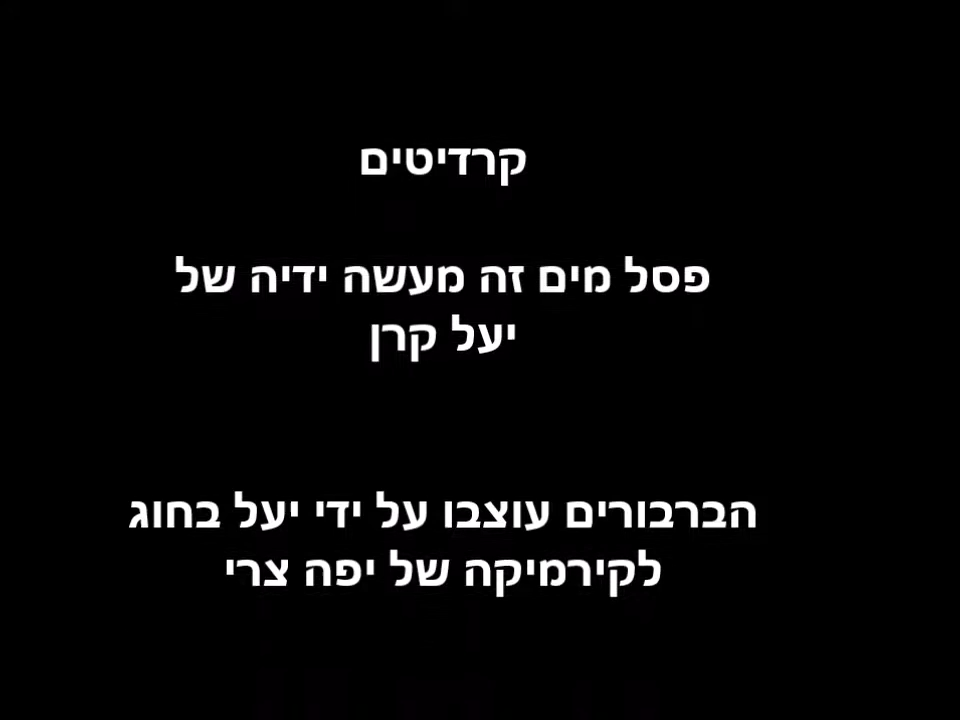 קרדיטים
פסל מים זה מעשה ידיה של
יעל קרן
הברבורים עוצבו על ידי יעל בחוג
לקירמיקה של יפה צרי